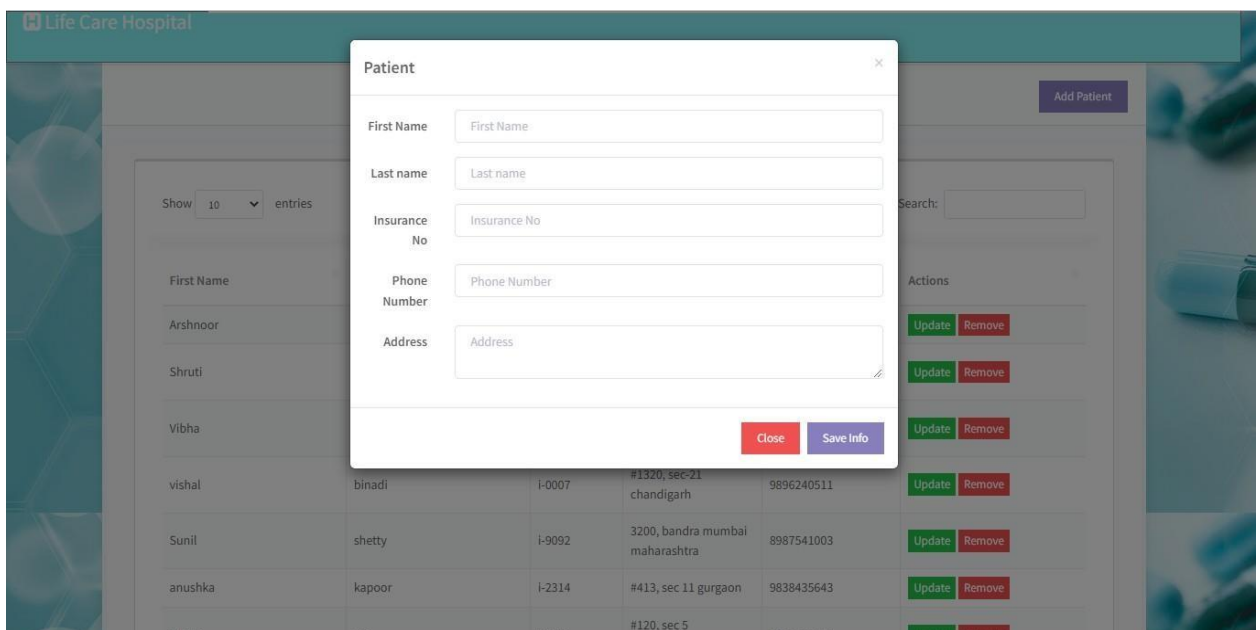 H Life Care Hospital
Patient ×
Add Patient
First Name First Name
Last name Last name
Show 10 entries
Search:
Insurance Insurance No
No
First Name
Phone Phone Number
Number
Actions
Arshnoor
Update Remove
Address Address
Shruti
Update Remove
Vibha
Update Remove
Close Save Info
vishal binadi i-0007 #1320, sec-21 9896240511 Update Remove
chandigarh
Sunil shetty i-9092 3200, bandra mumbai 8987541003 Update Remove
maharashtra
anushka kapoor i-2314 #413, sec 11 gurgaon 9838435643 Update Remove
#120, sec 5